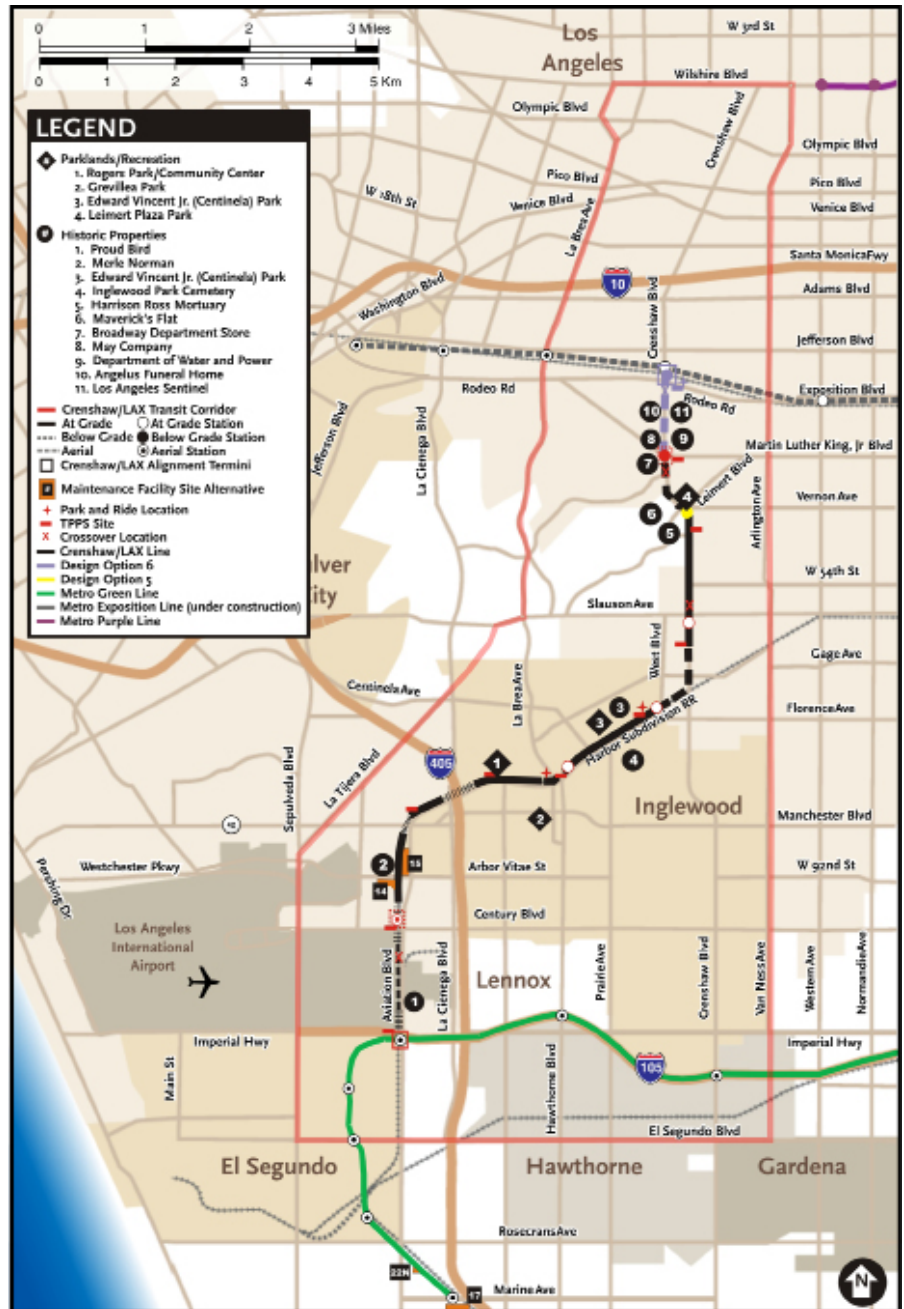 0 1 2 3 Miles
0 1 2 3 4 5 Km
LEGEND
Parklands/Recreation
1. Rogers Park/Community Center
2. Grevillea Park
3. Edward Vincent Jr. (Centinela) Park
4. Leimert Plaza Park
Historic Properties
1. Proud Bird
2. Merle Norman
3. Edward Vincent Jr. (Centinela) Park
4. Inglewood Park Cemetery
5. Harrison Ross Mortuary
6. Maverick's Flat
7. Broadway Department Store
8. May Company
9. Department of Water and Power
10. Angelus Funeral Home
11. Los Angeles Sentinel
Crenshaw/LAX Transit Corridor
At Grade At Grade Station
Below Grade Below Grade Station
Aerial Aerial Station
Crenshaw/LAX Alignment Termini
Maintenance Facility Site Alternative
Park and Ride Location
TPPS Site
Crossover Location
Crenshaw/LAX Line
Design Option 6
Design Option 5
Metro Green Line
Metro Exposition Line (under construction)
Metro Purple Line
W 3rd St
Los
Angeles
Wilshire Blvd
Olympic Blvd
Crenshaw Blvd
Olympic Blvd
Pico Blvd
Pico Blvd
W 18th St
Venice Blvd
Venice Blvd
La Brea Ave
Santa Monica Fwy
Washington Blvd
10
Adams Blvd
Crenshaw Blvd
Jefferson Blvd
Rodeo Rd
Rodeo Rd
Exposition Blvd
10 11
Jefferson Blvd
La Cienega Blvd
8 9
Martin Luther King, Jr Blvd
7
Leimert Blvd
4
Vernon Ave
6
5
Arlington Ave
lver
City
W 54th St
Slauson Ave
West Blvd
Gage Ave
Centinela Ave
La Brea Ave
3 3
Florence Ave
Harbor Subdivision RR
4
405
1
La Tijera Blvd
Sepulveda Blvd
Inglewood
2
Manchester Blvd
42
Westchester Pkwy
2
15
14
Arbor Vitae St
W 92nd St
Pershing Dr
Century Blvd
Los Angeles
International
Airport
Aviation Blvd
La Cienega Blvd
Lennox
Prairie Ave
Crenshaw Blvd
Van Ness Ave
Western Ave
Normandie Ave
1
Imperial Hwy
Imperial Hwy
Main St
105
Hawthorne Blvd
El Segundo Blvd
El Segundo
Hawthorne
Gardena
Rosecrans Ave
22N
17
Marine Ave
N